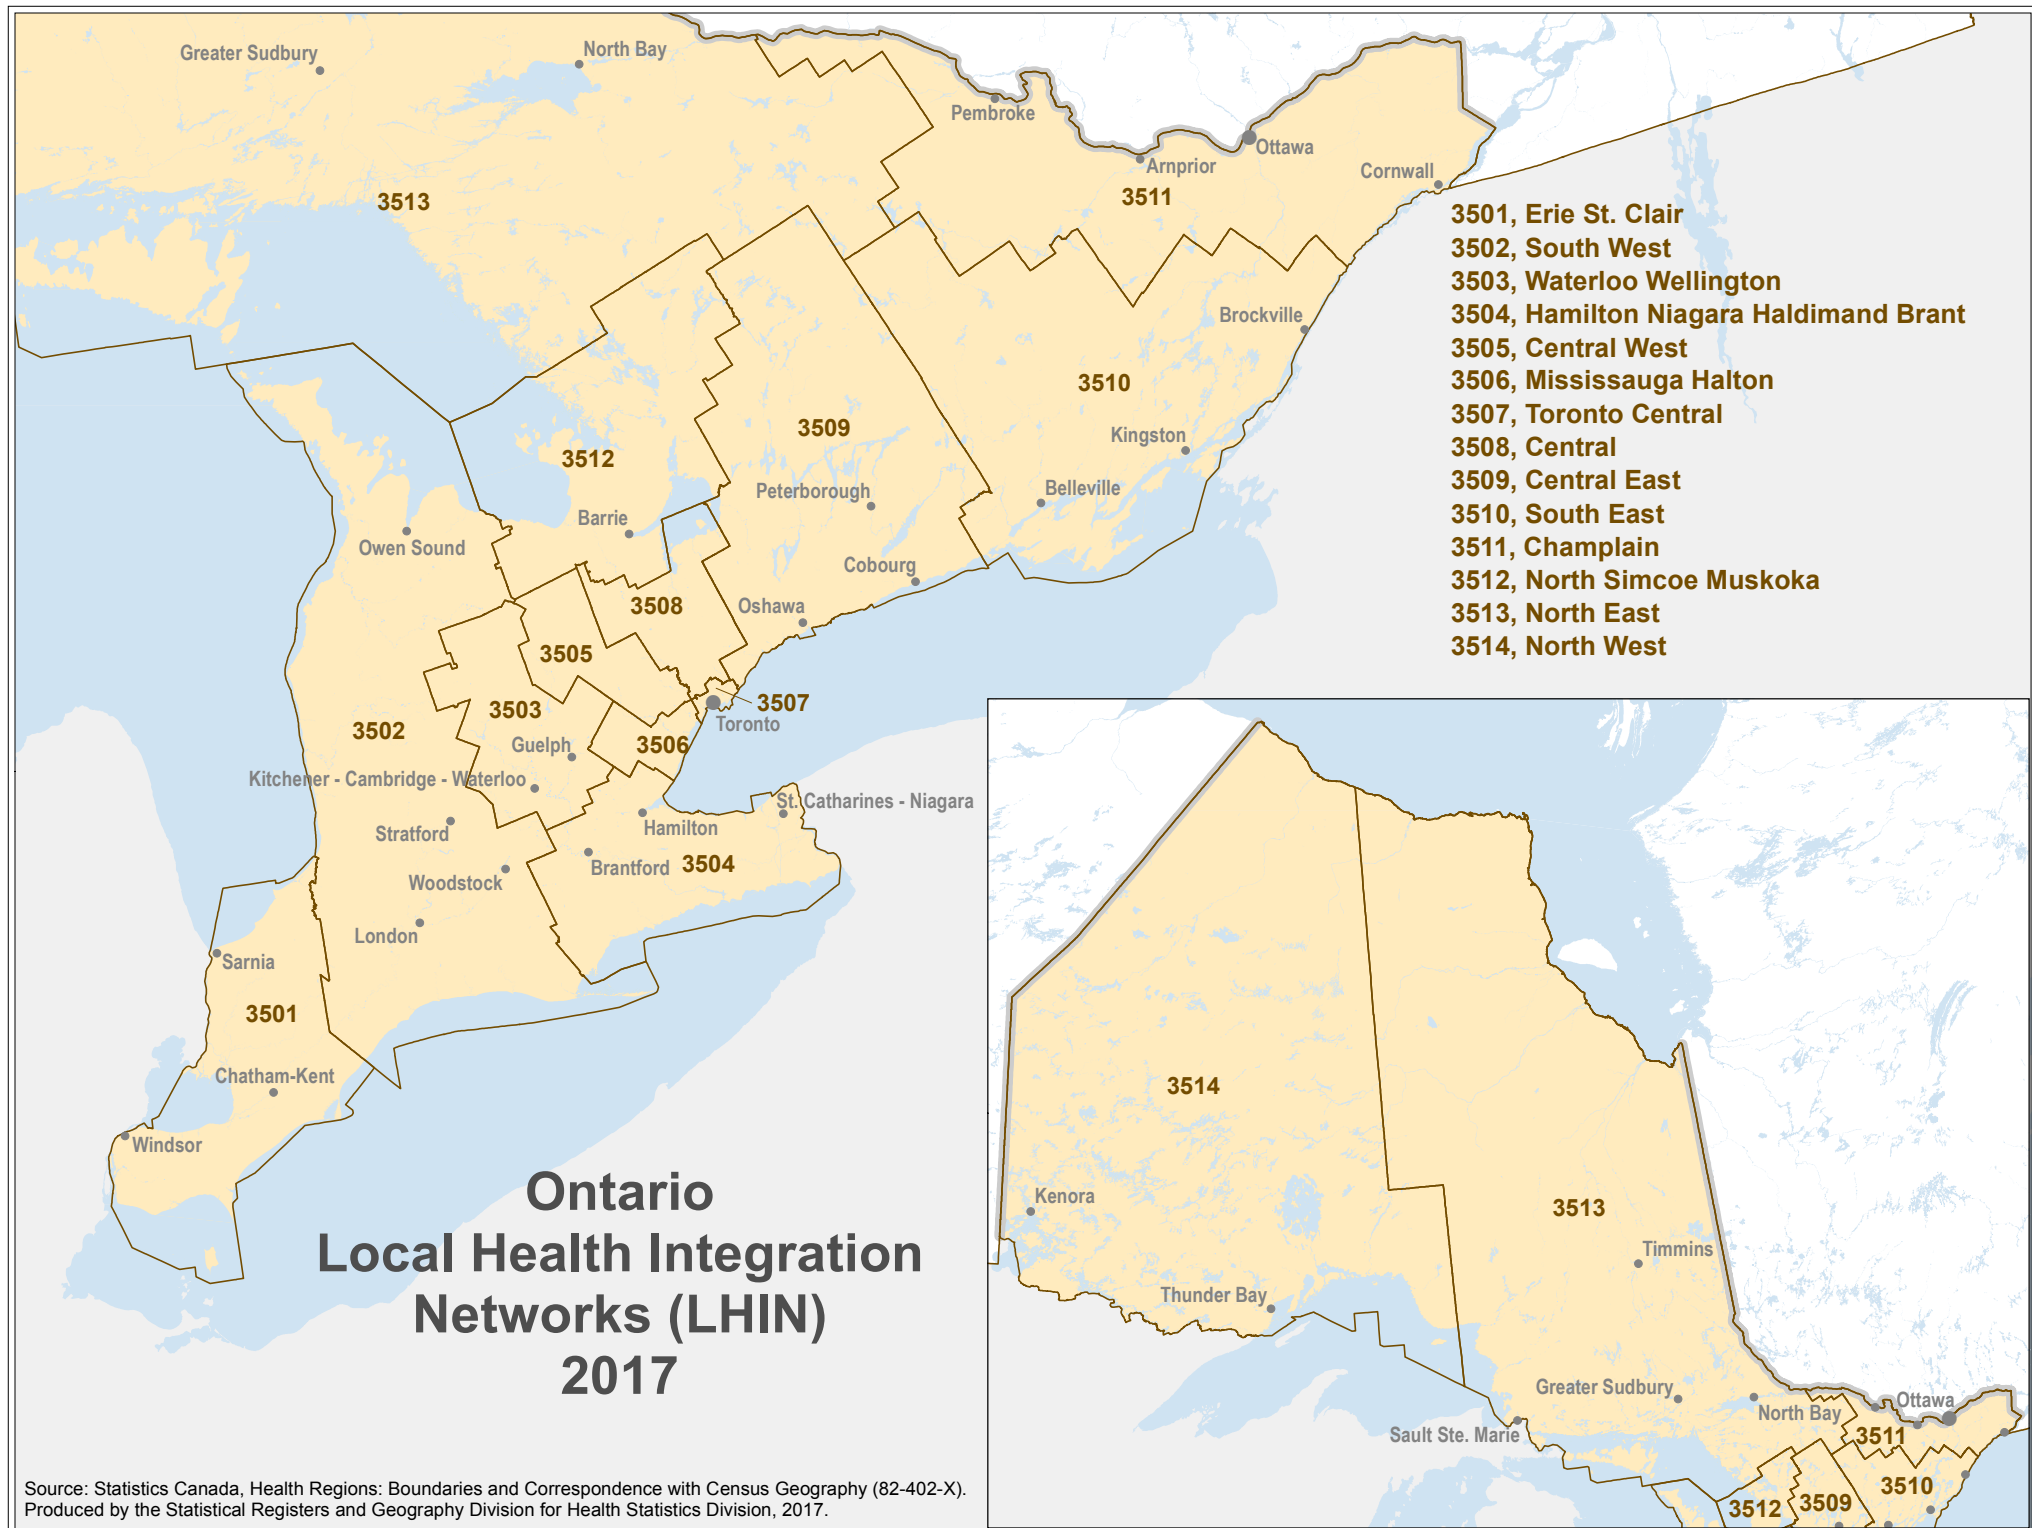 Greater Sudbury
North Bay
Pembroke
Ottawa
Arnprior
Cornwall
3513
3511
3501, Erie St. Clair
3502, South West
3503, Waterloo Wellington
3504, Hamilton Niagara Haldimand Brant
3505, Central West
3506, Mississauga Halton
3507, Toronto Central
3508, Central
3509, Central East
3510, South East
3511, Champlain
3512, North Simcoe Muskoka
3513, North East
3514, North West
Brockville
3510
3509
Kingston
3512
Peterborough
Belleville
Barrie
Owen Sound
Cobourg
3508
Oshawa
3505
3507
3503
Toronto
3502
3506
Guelph
Kitchener - Cambridge - Waterloo
St. Catharines - Niagara
Stratford
Hamilton
Brantford
3504
Woodstock
London
Sarnia
3501
Chatham-Kent
Windsor
Ontario
Local Health Integration
Networks (LHIN)
2017
3514
Kenora
3513
Timmins
Thunder Bay
Greater Sudbury
North Bay
Ottawa
Sault Ste. Marie
3511
3510
3512
3509
Source: Statistics Canada, Health Regions: Boundaries and Correspondence with Census Geography (82-402-X).
Produced by the Statistical Registers and Geography Division for Health Statistics Division, 2017.